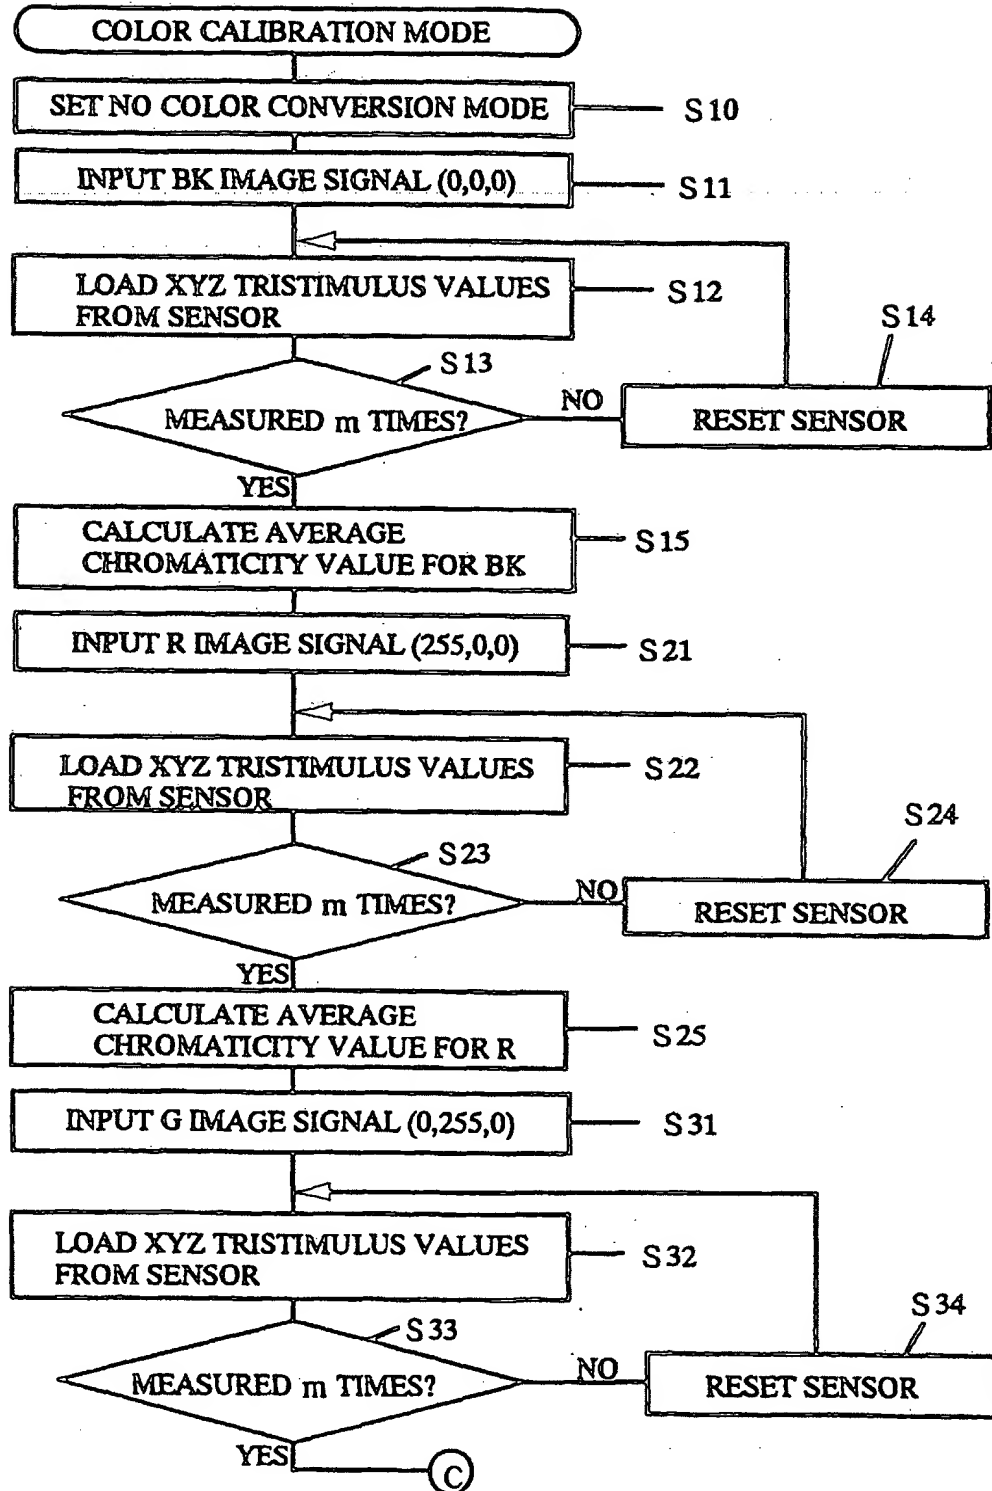 COLOR CALIBRATION MODE
SET NO COLOR CONVERSION MODE
S10
INPUT BK IMAGE SIGNAL (0,0,0)
S11
LOAD XYZ TRISTIMULUS VALUES
FROM SENSOR
S12
S13
MEASURED m TIMES?
NO
S14
RESET SENSOR
YES
CALCULATE AVERAGE
CHROMATICITY VALUE FOR BK
S15
INPUT R IMAGE SIGNAL (255,0,0)
S21
LOAD XYZ TRISTIMULUS VALUES
FROM SENSOR
S22
S23
MEASURED m TIMES?
NO
S24
RESET SENSOR
YES
CALCULATE AVERAGE
CHROMATICITY VALUE FOR R
S25
INPUT G IMAGE SIGNAL (0,255,0)
S31
LOAD XYZ TRISTIMULUS VALUES
FROM SENSOR
S32
S33
MEASURED m TIMES?
NO
S34
RESET SENSOR
YES
C